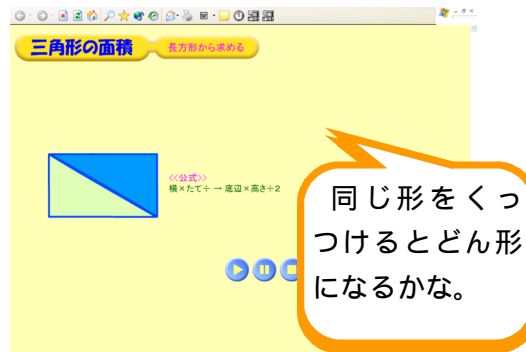 三角形の面積
長方形から求める
<<公式>>
横×たて÷ → 底辺×高さ÷2
同じ形をくっ
つけるとどん形
になるかな。